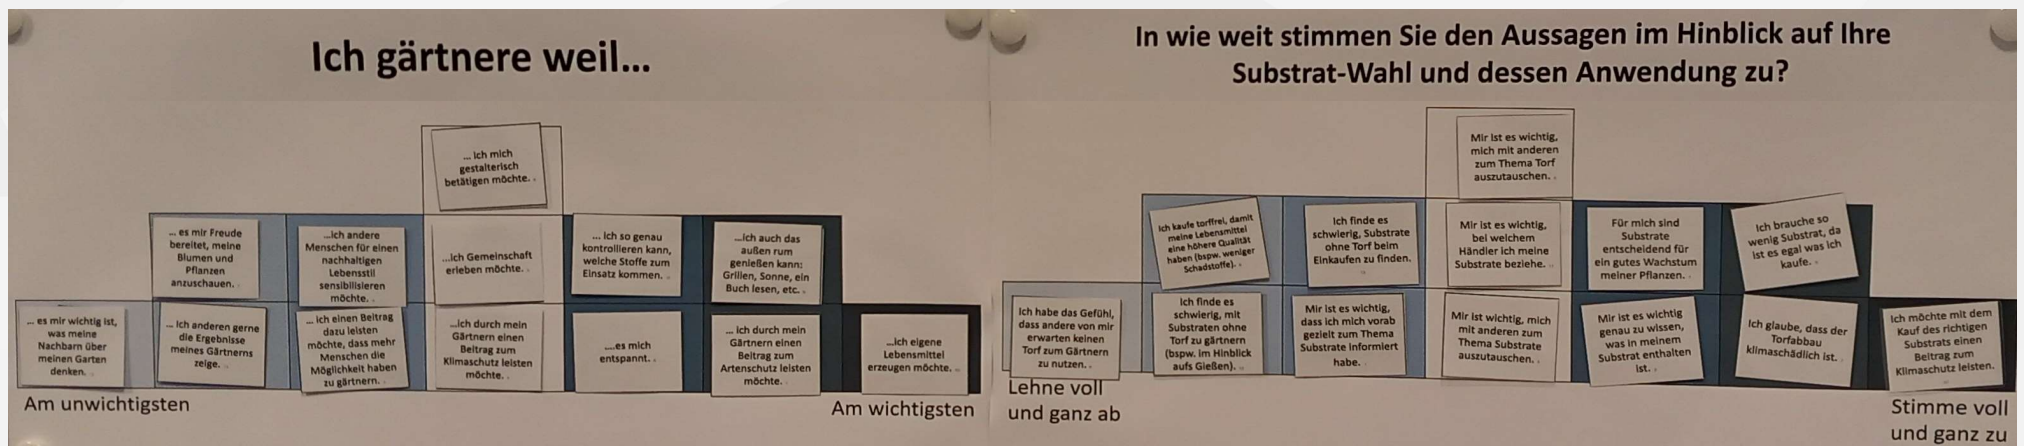 Ich gärtnere weil...
... ich mich
gestalterisch
betätigen möchte.
... es mir Freude
bereitet, meine
Blumen und
Pflanzen
anzuschauen.
...ich andere
Menschen für einen
nachhaltigen
Lebensstil
sensibilisieren
möchte.
...ich Gemeinschaft
erleben möchte.
... ich so genau
kontrollieren kann,
welche Stoffe zum
Einsatz kommen.
...ich auch das
außen rum
genießen kann:
Grillen, Sonne, ein
Buch lesen, etc.
... es mir wichtig ist,
was meine
Nachbarn über
meinen Garten
denken.
... ich anderen gerne
die Ergebnisse
meines Gärtnerns
zeige.
... ich einen Beitrag
dazu leisten
möchte, dass mehr
Menschen die
Möglichkeit haben
zu gärtnern.
...ich durch mein
Gärtnern einen
Beitrag zum
Klimaschutz leisten
möchte.
....es mich
entspannt.
... ich durch mein
Gärtnern einen
Beitrag zum
Artenschutz leisten
möchte.
...ich eigene
Lebensmittel
erzeugen möchte.
Am unwichtigsten
Am wichtigsten
In wie weit stimmen Sie den Aussagen im Hinblick auf Ihre
Substrat-Wahl und dessen Anwendung zu?
Mir ist es wichtig,
mich mit anderen
zum Thema Torf
auszutauschen.
Ich kaufe torffrei, damit
meine Lebensmittel
eine höhere Qualität
haben (bspw. weniger
Schadstoffe).
Ich finde es
schwierig, Substrate
ohne Torf beim
Einkaufen zu finden.
Mir ist es wichtig,
bei welchem
Händler ich meine
Substrate beziehe.
Für mich sind
Substrate
entscheidend für
ein gutes Wachstum
meiner Pflanzen.
Ich brauche so
wenig Substrat, da
ist es egal was ich
kaufe.
Ich habe das Gefühl,
dass andere von mir
erwarten keinen
Torf zum Gärtnern
zu nutzen.
Ich finde es
schwierig, mit
Substraten ohne
Torf zu gärtnern
(bspw. im Hinblick
aufs Gießen).
Mir ist es wichtig,
dass ich mich vorab
gezielt zum Thema
Substrate informiert
habe.
Mir ist wichtig, mich
mit anderen zum
Thema Substrate
auszutauschen.
Mir ist es wichtig
genau zu wissen,
was in meinem
Substrat enthalten
ist.
Ich glaube, dass der
Torfabbau
klimaschädlich ist.
Ich möchte mit dem
Kauf des richtigen
Substrats einen
Beitrag zum
Klimaschutz leisten.
Lehne voll
und ganz ab
Stimme voll
und ganz zu